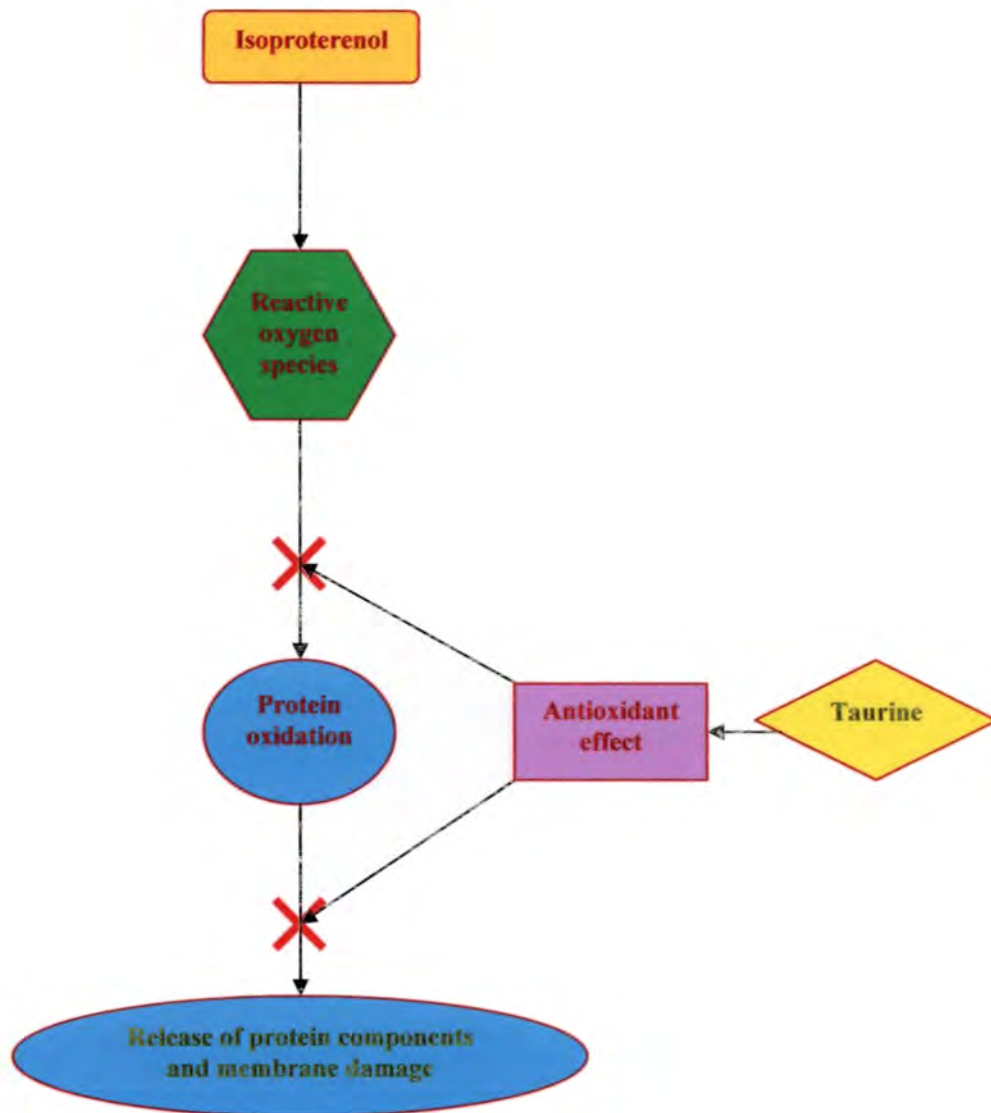 Isoproterenol
Reactive
oxygen
species
Protein
oxidation
Antioxidant
effect
Taurine
Release of protein components
and membrane damage